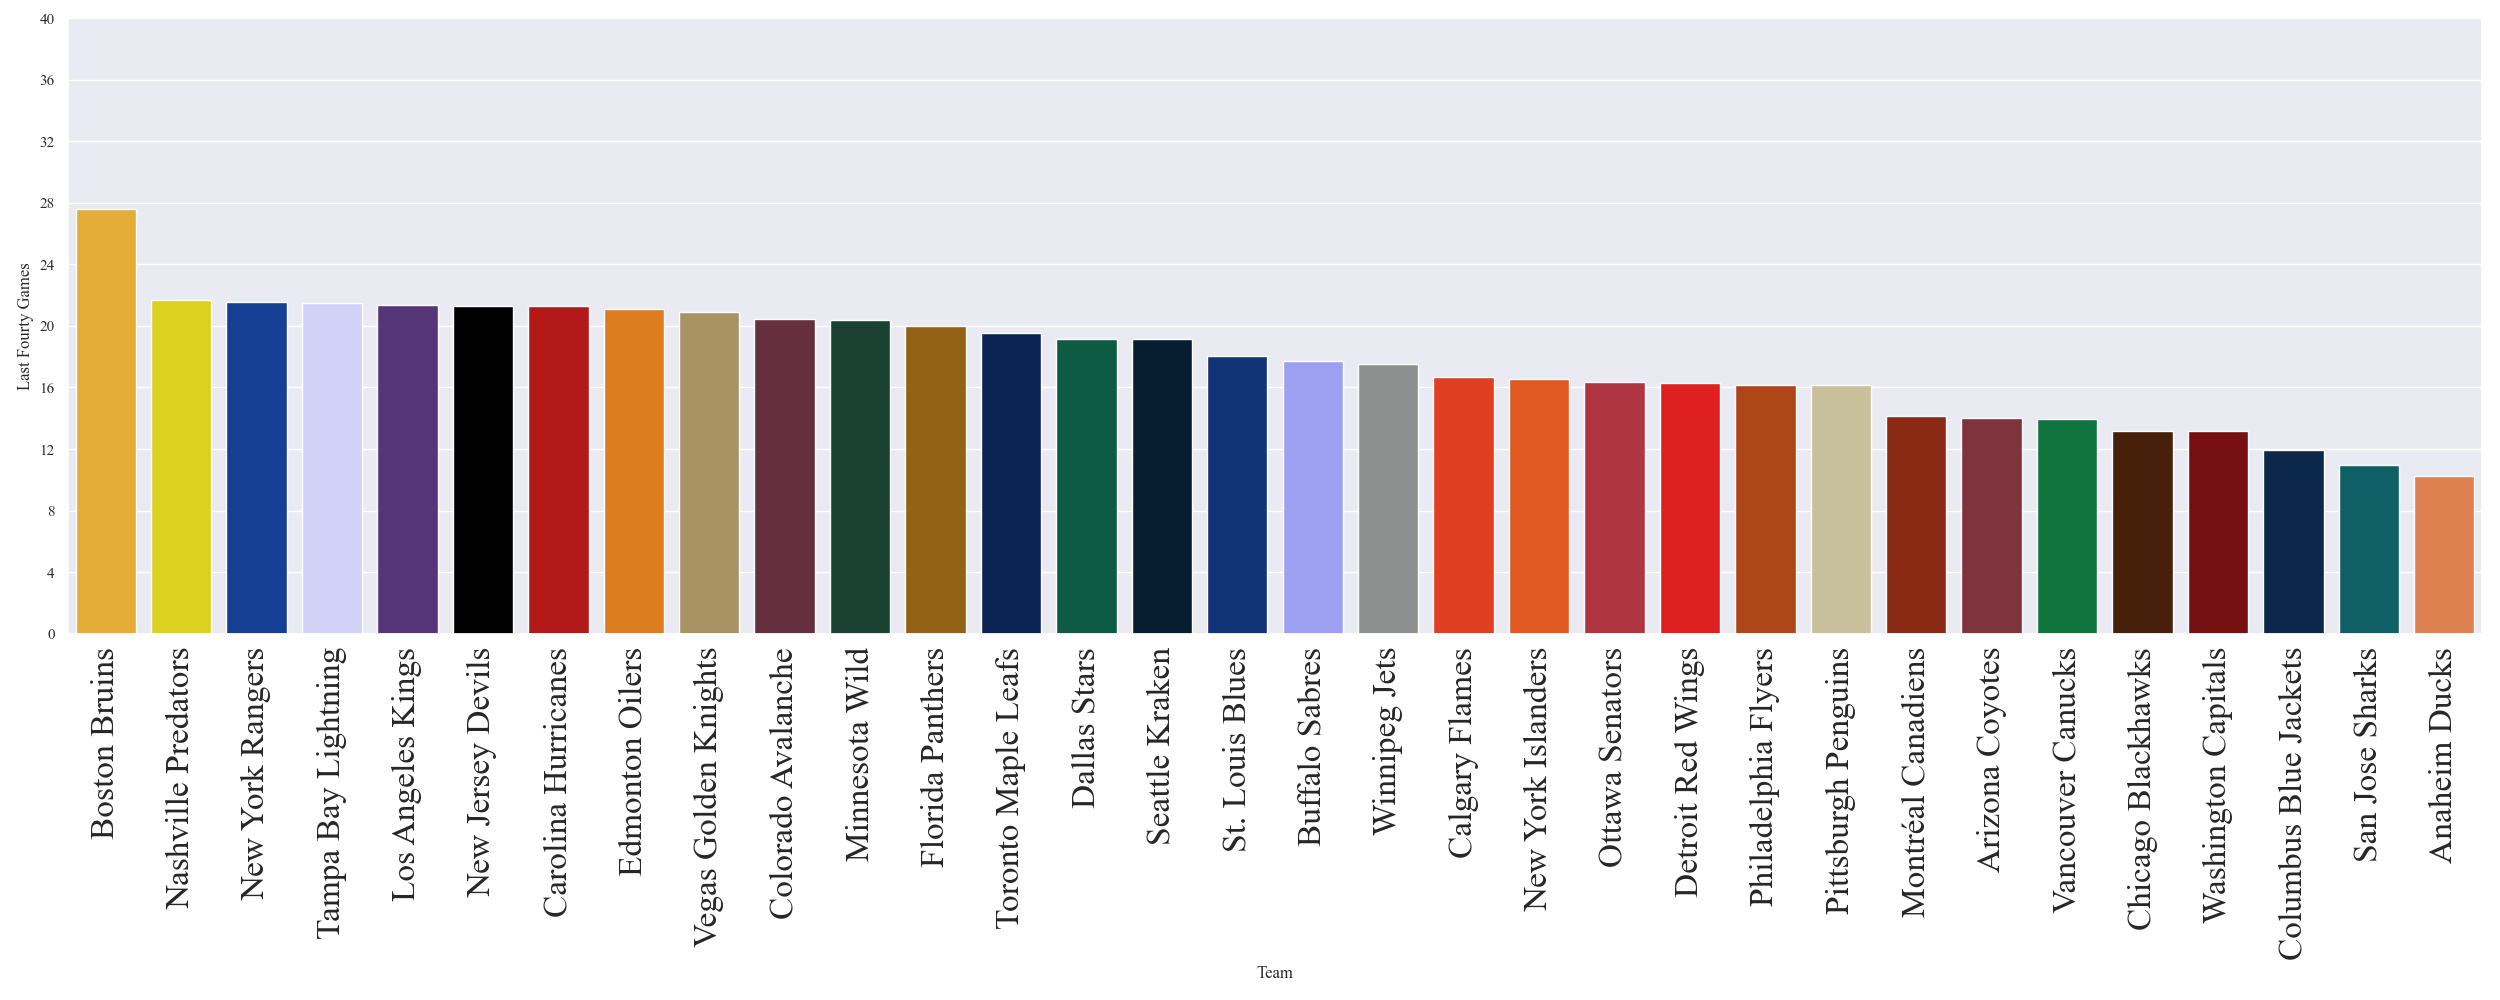 40
36
32
28
24
20
16
12
8
4
0
Last Fourty Games
Boston Bruins
Nashville Predators
New York Rangers
Tampa Bay Lightning
Los Angeles Kings
New Jersey Devils
Carolina Hurricanes
Edmonton Oilers
Vegas Golden Knights
Colorado Avalanche
Minnesota Wild
Florida Panthers
Toronto Maple Leafs
Dallas Stars
Seattle Kraken
St. Louis Blues
Buffalo Sabres
Winnipeg Jets
Calgary Flames
New York Islanders
Ottawa Senators
Detroit Red Wings
Philadelphia Flyers
Pittsburgh Penguins
Montréal Canadiens
Arizona Coyotes
Vancouver Canucks
Chicago Blackhawks
Washington Capitals
Columbus Blue Jackets
San Jose Sharks
Anaheim Ducks
Team